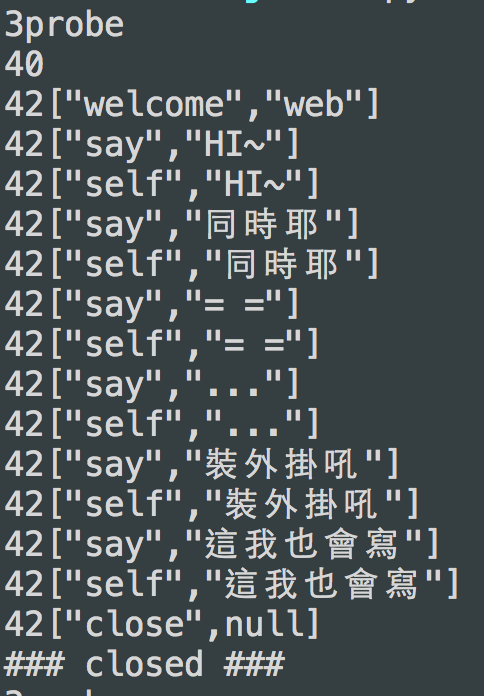 3probe
40
42["welcome","web"]
42["say","HI~"]
42["self","HI~"]
42["say","同時耶"]
42["self","同時耶"]
42["say","= ="]
42["self","= ="]
42["say","..."]
42["self","..."]
42["say","裝外掛吼"]
42["self","裝外掛吼"]
42["say","這我也會寫"]
42["self","這我也會寫"]
42["close",null]
### closed ###